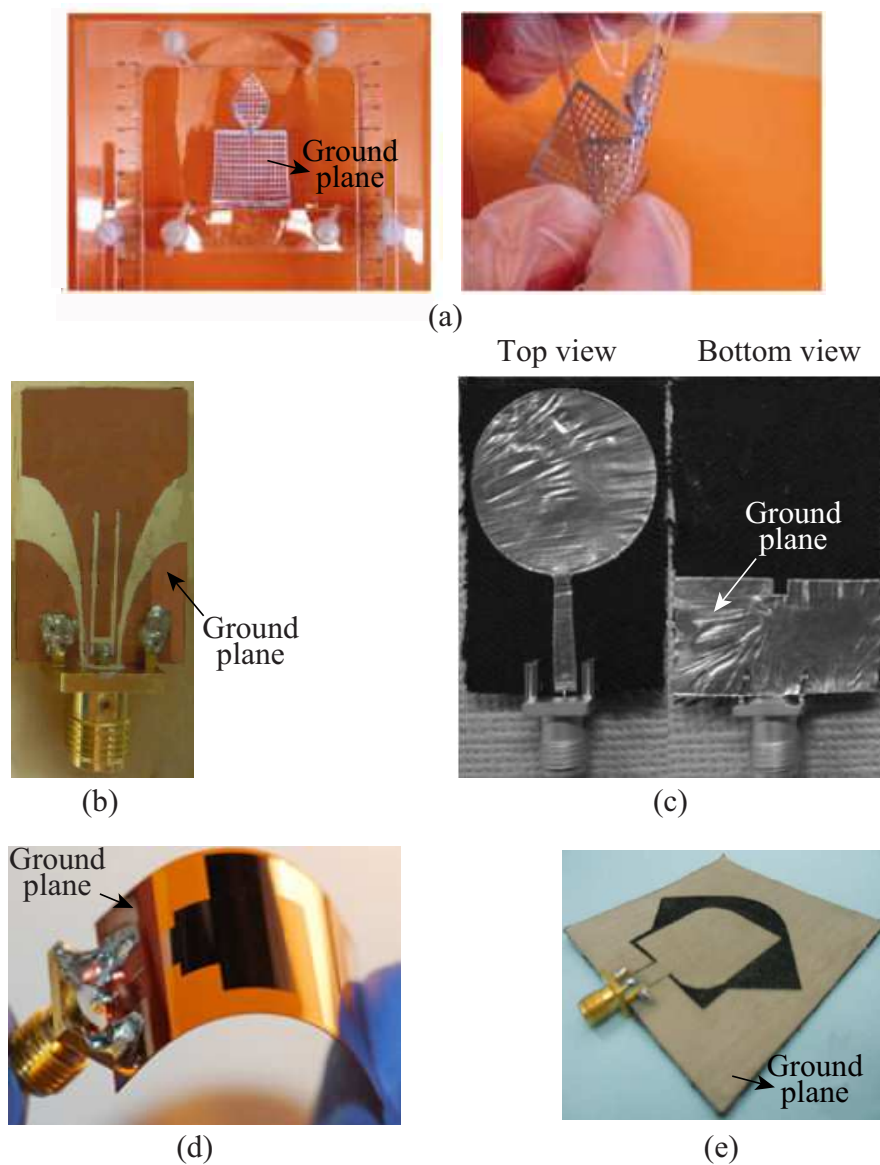 Ground
plane
(a)
Top view
Bottom view
Ground
plane
Ground
plane
(b)
(c)
Ground
plane
Ground
plane
(d)
(e)